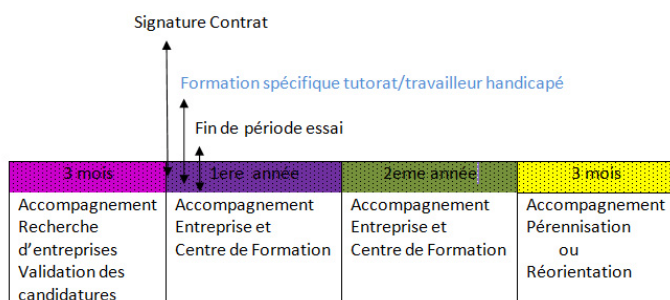 Signature Contrat
Formation spécifique tutorat/travailleur handicapé
Fin de période essai
3 mois
1ere année
2eme année
3 mois
Accompagnement
Recherche
d'entreprises
Validation des
candidatures
Accompagnement
Entreprise et
Centre de Formation
Accompagnement
Entreprise et
Centre de Formation
Accompagnement
Pérennisation
ou
Réorientation